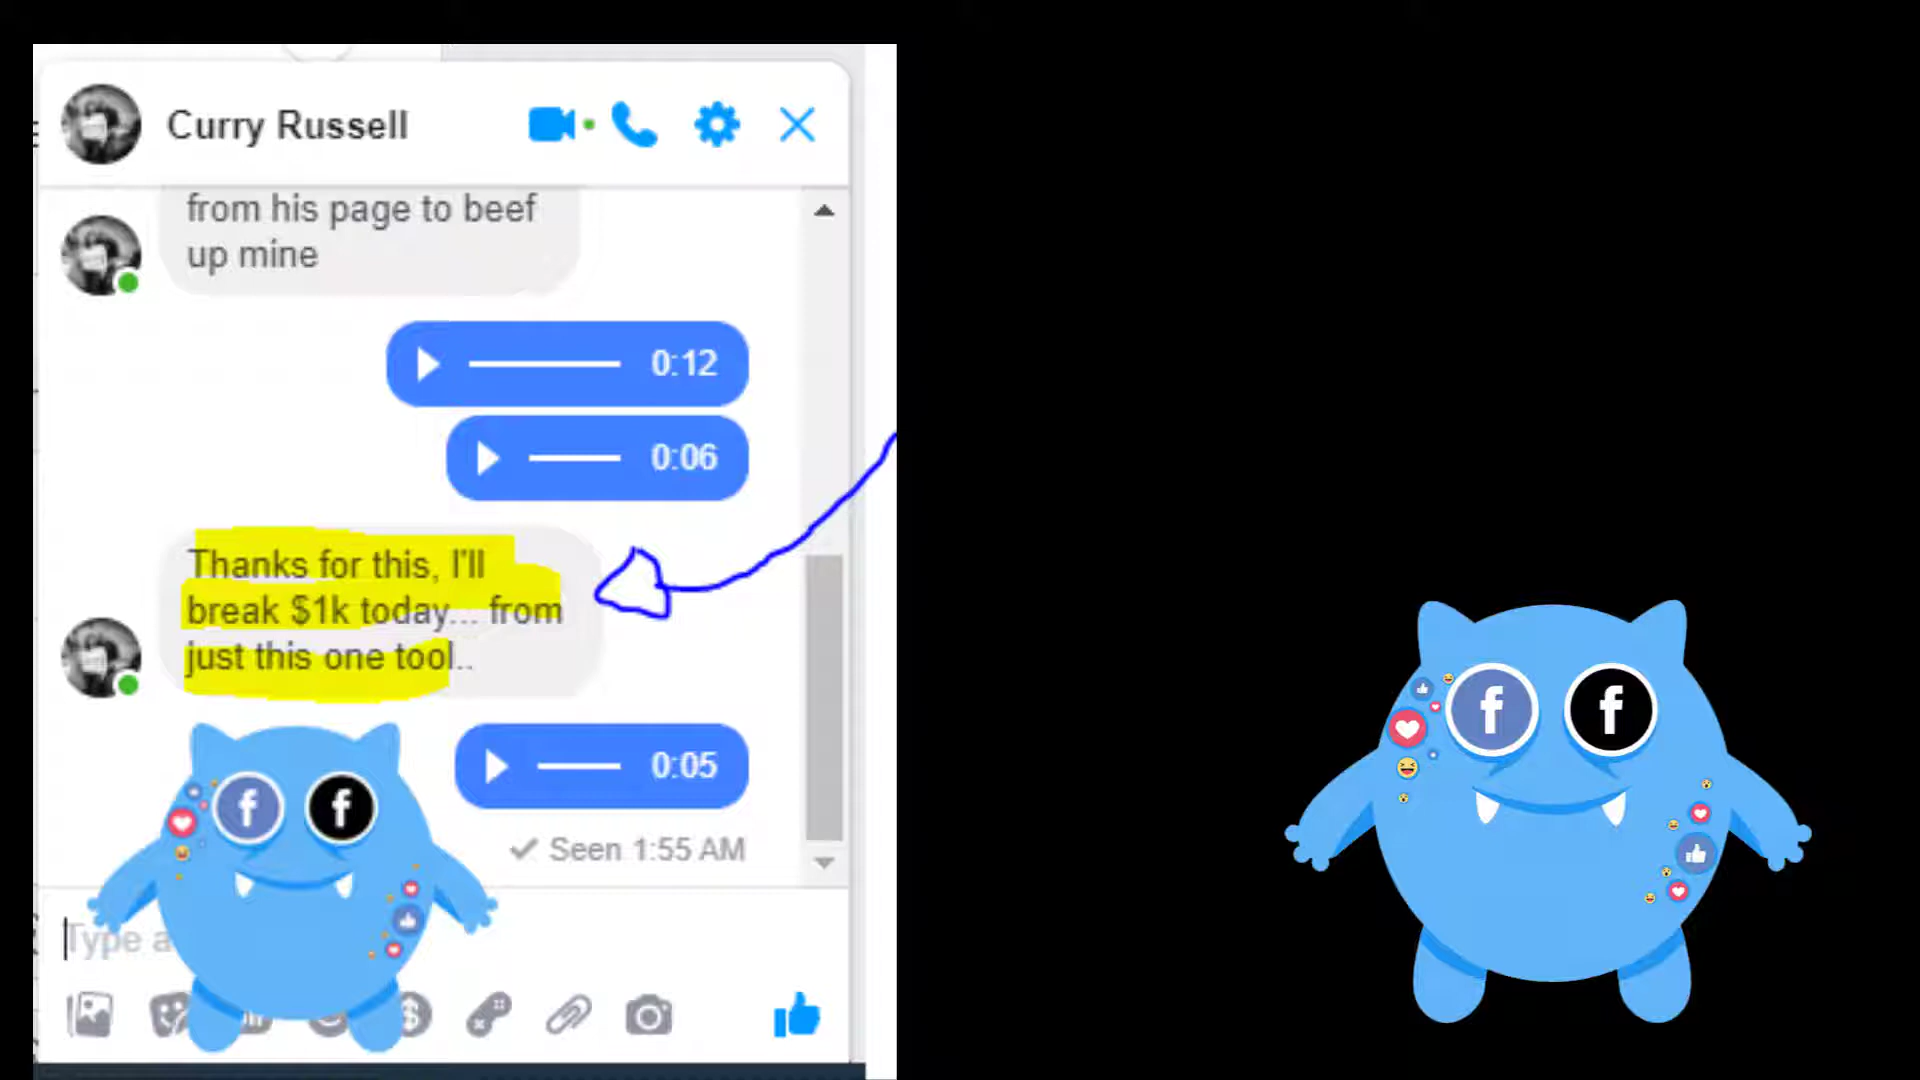 Curry Russell
from his page to beef
up mine
0:12
0:06
Thanks for this, I'll
break $1k today... from
just this one tool..
0:05
Seen 1:55 AM
Type a
f f
f f